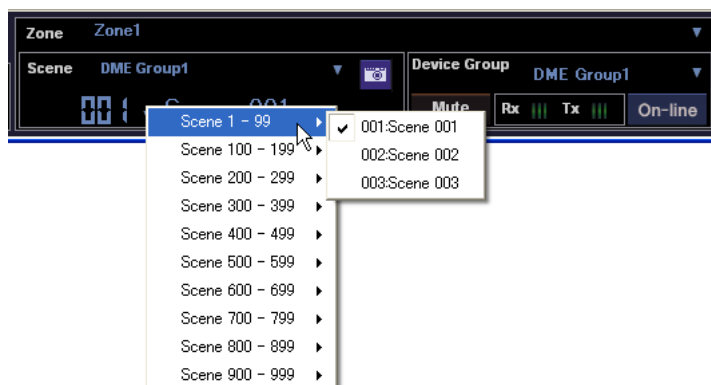 Zone Zone1
Scene DME Group1
Device Group DME Group1
001
Mute Rx Tx On-line
Scene 1 - 99
Scene 100 - 199
Scene 200 - 299
Scene 300 - 399
Scene 400 - 499
Scene 500 - 599
Scene 600 - 699
Scene 700 - 799
Scene 800 - 899
Scene 900 - 999
001:Scene 001
002:Scene 002
003:Scene 003